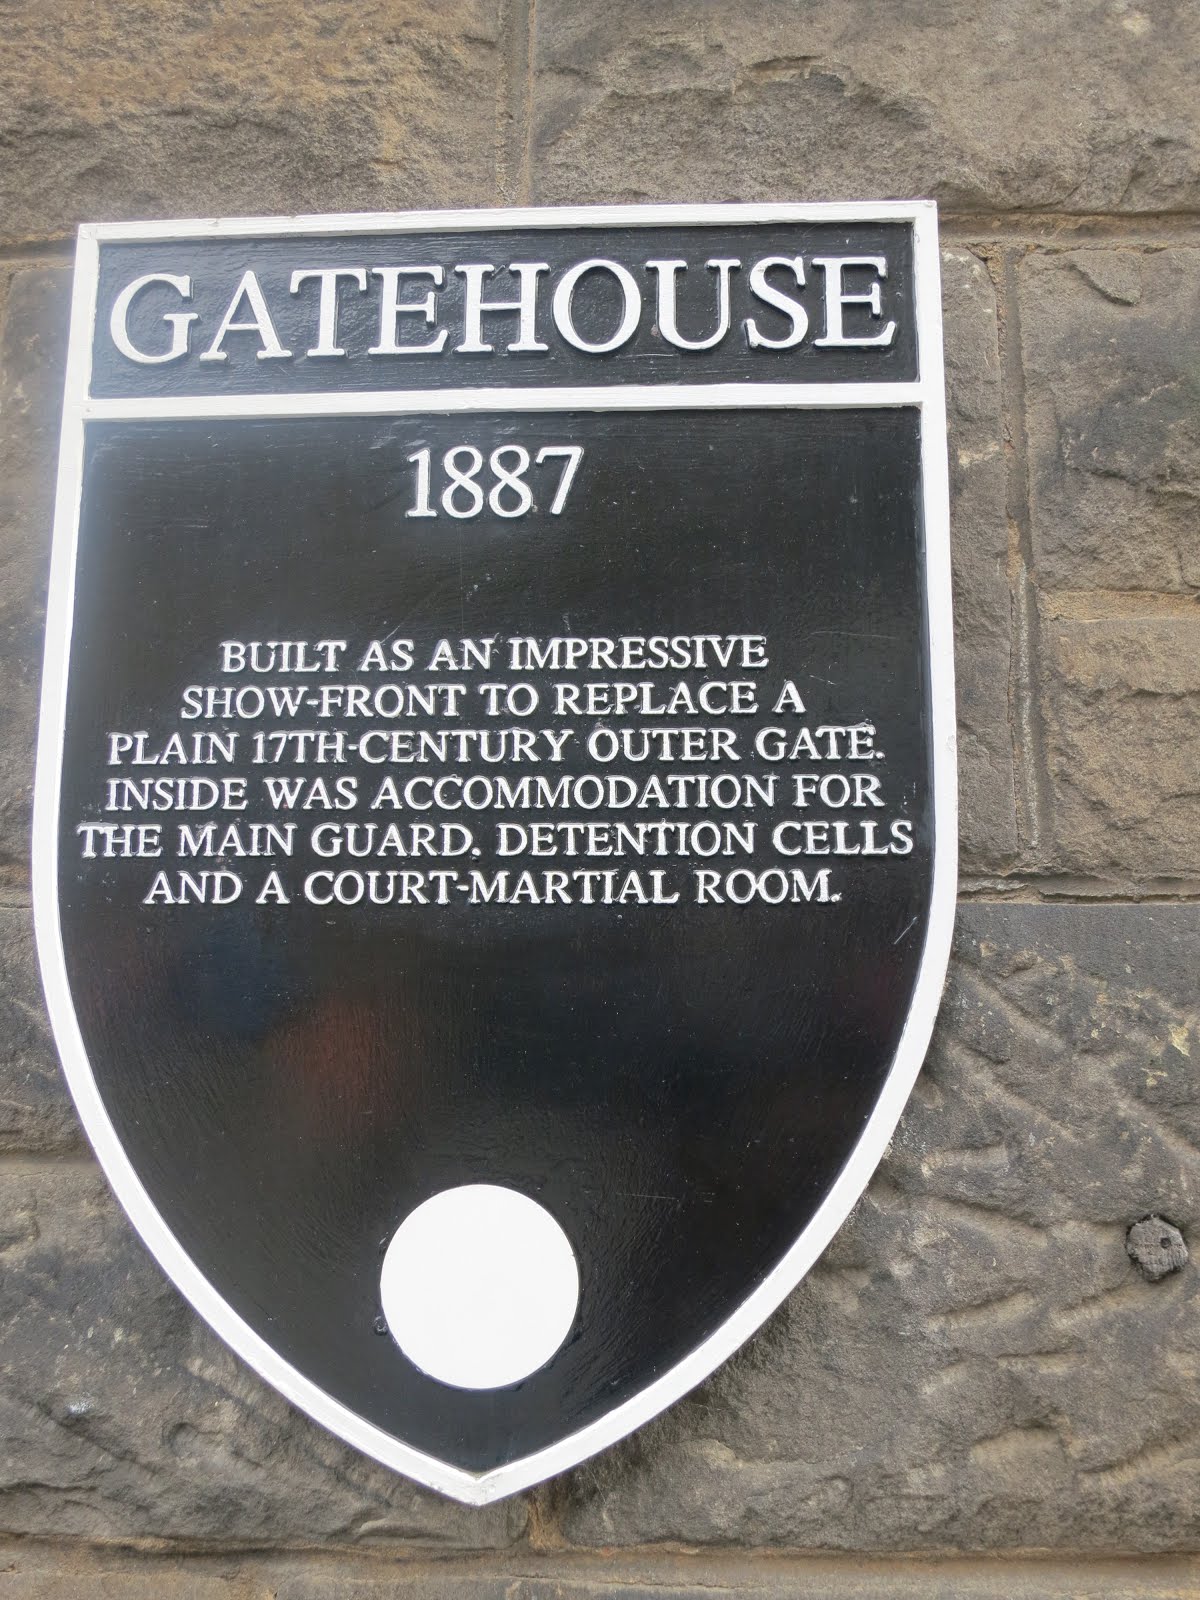 GATEHOUSE
1887
BUILT AS AN IMPRESSIVE
SHOW-FRONT TO REPLACE A
PLAIN 17TH-CENTURY OUTER GATE.
INSIDE WAS ACCOMMODATION FOR
THE MAIN GUARD. DETENTION CELLS
AND A COURT-MARTIAL ROOM.